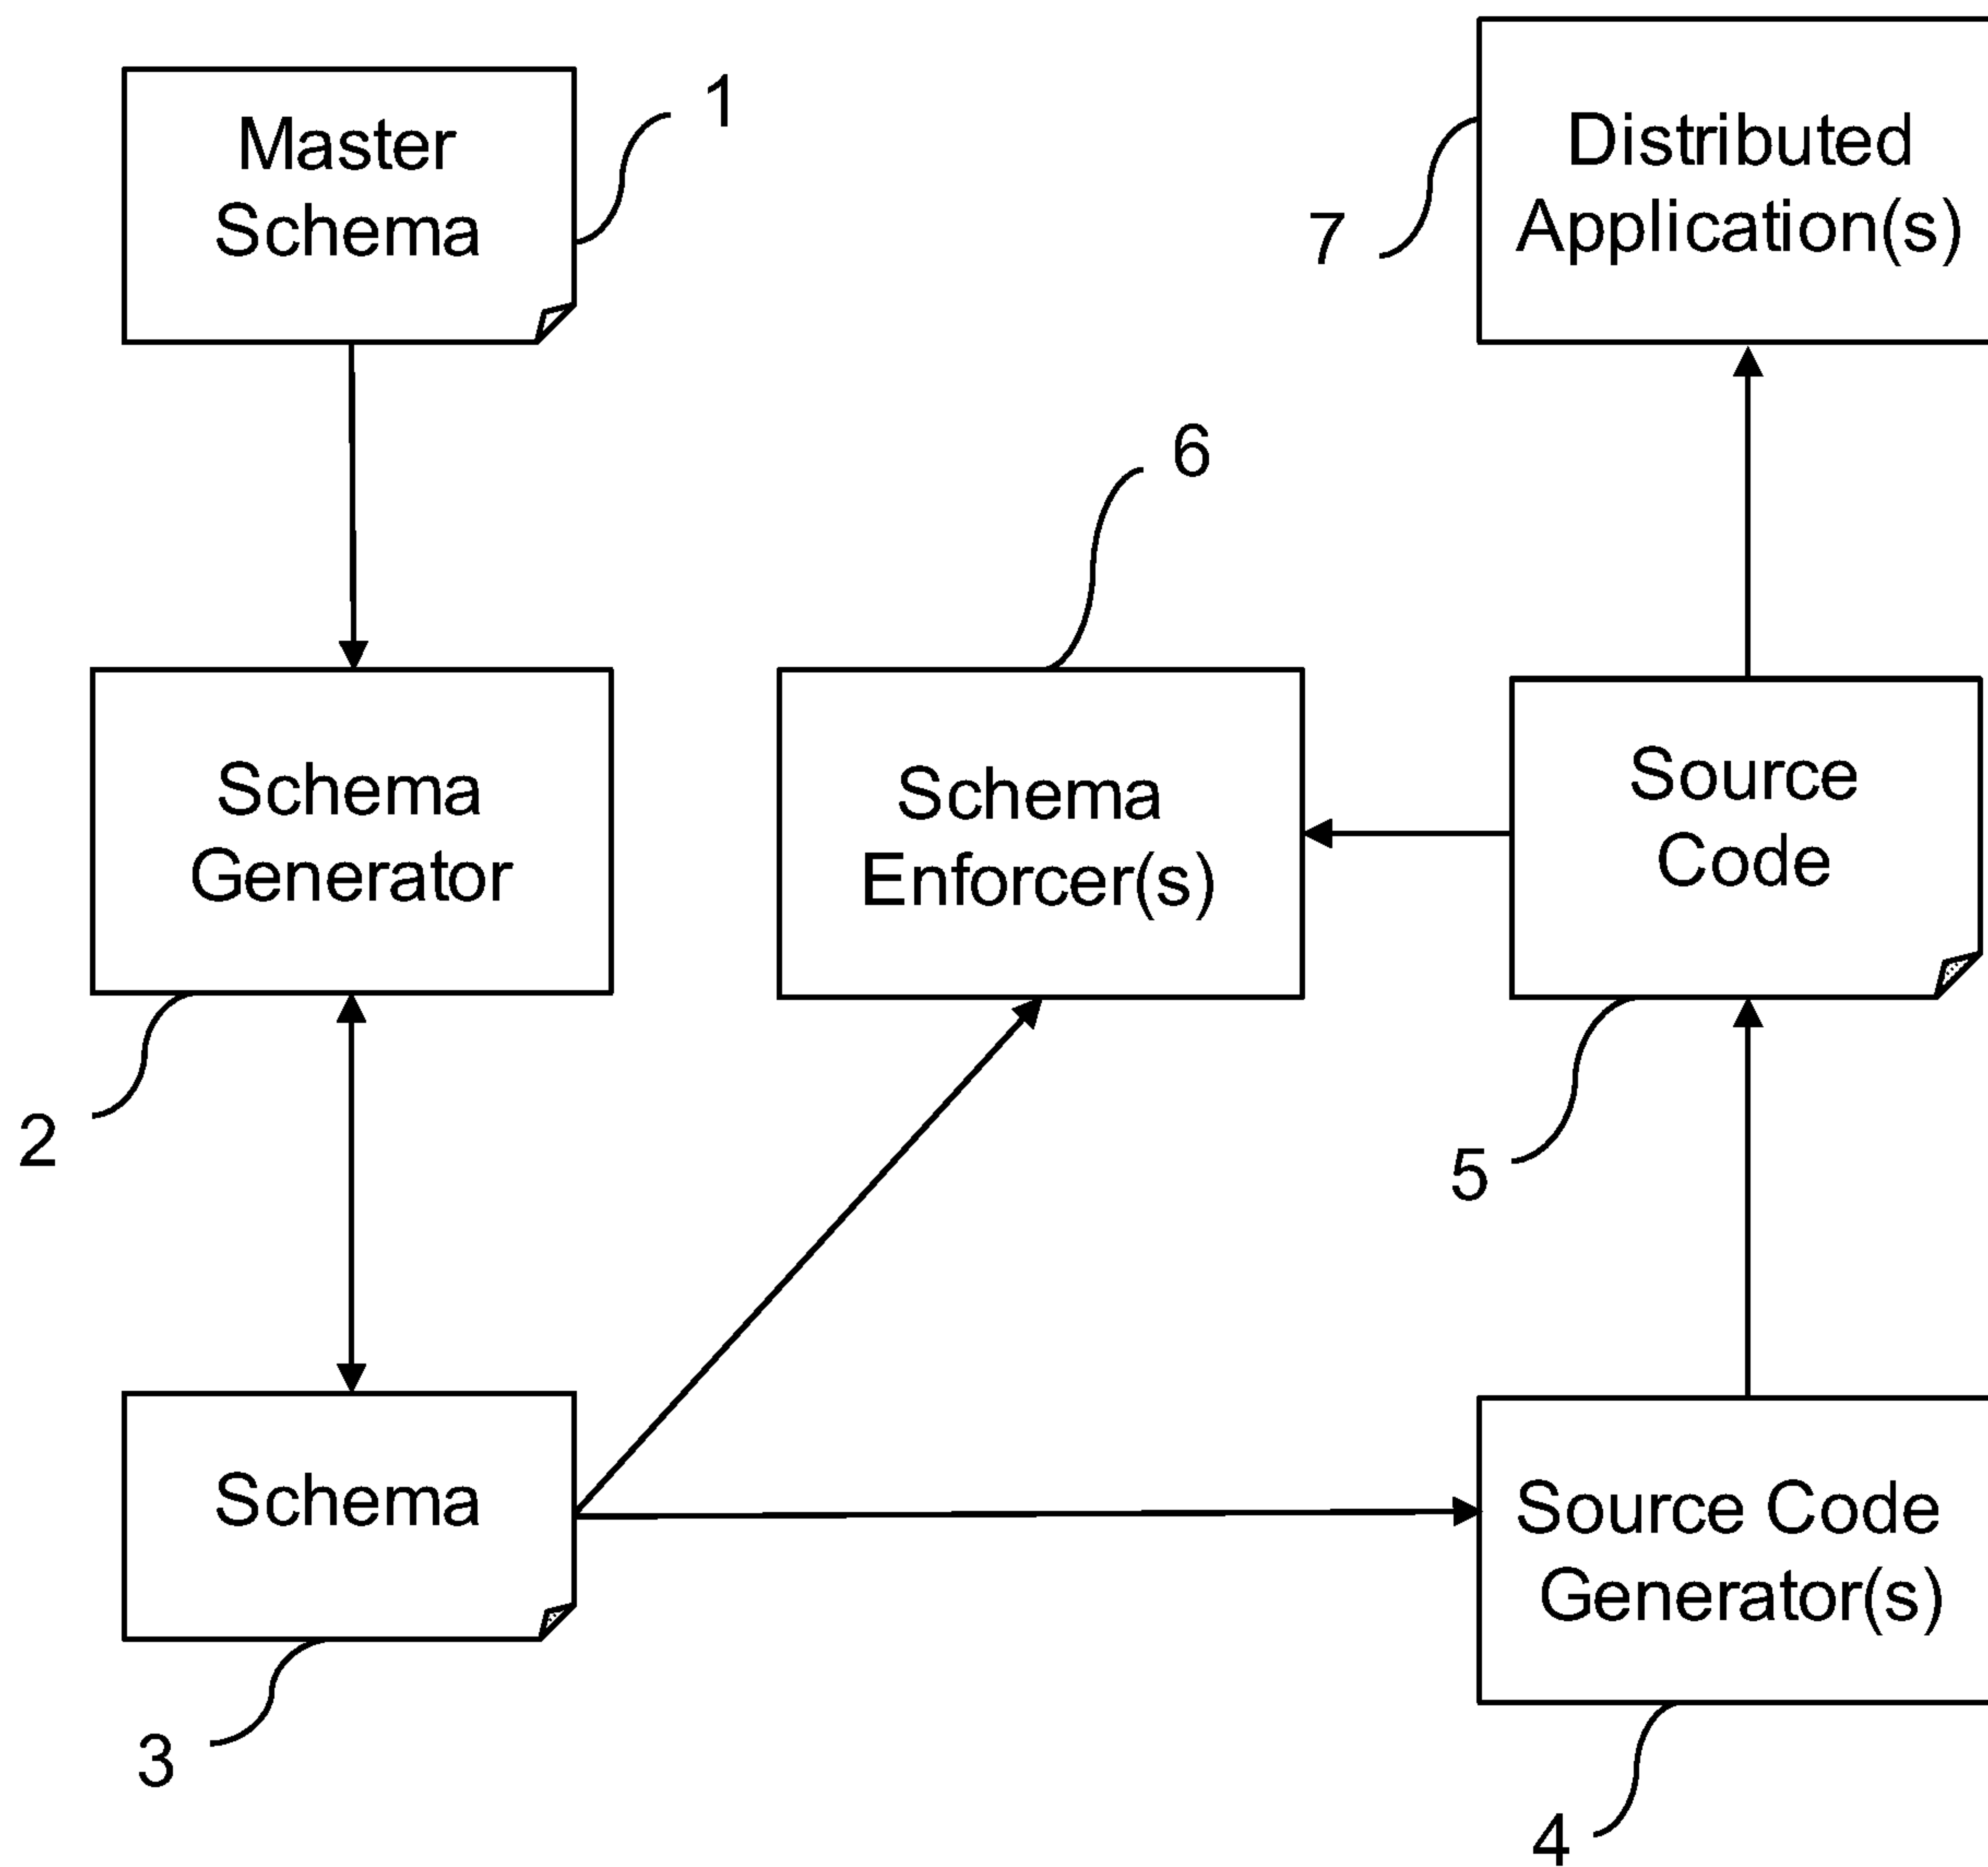 Master
Schema
1
Distributed
Application(s)
7
6
Schema
Generator
2
Schema
Enforcer(s)
Source
Code
5
Schema
3
Source Code
Generator(s)
4